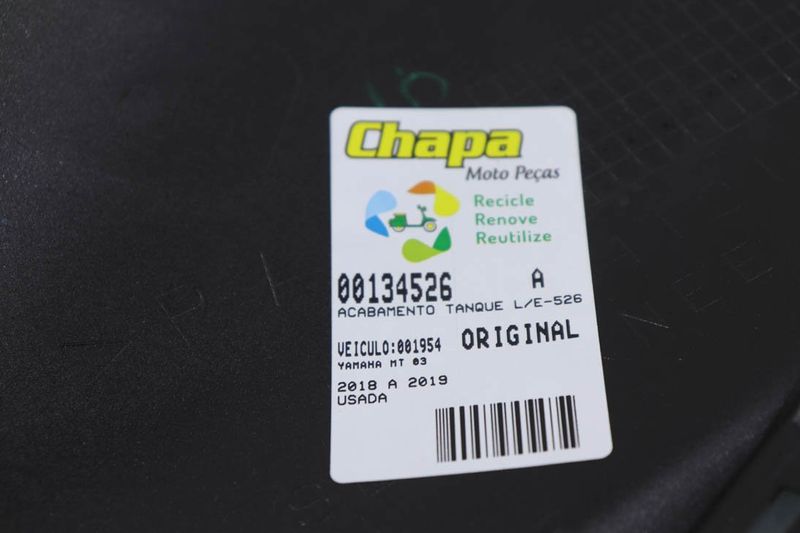 Chapa
Moto Peças
Recicle
Renove
Reutilize
00134526 A
ACABAMENTO TANQUE L/E-526
VEICULO:001954 ORIGINAL
YAMAHA MT 03
2018 A 2019
USADA